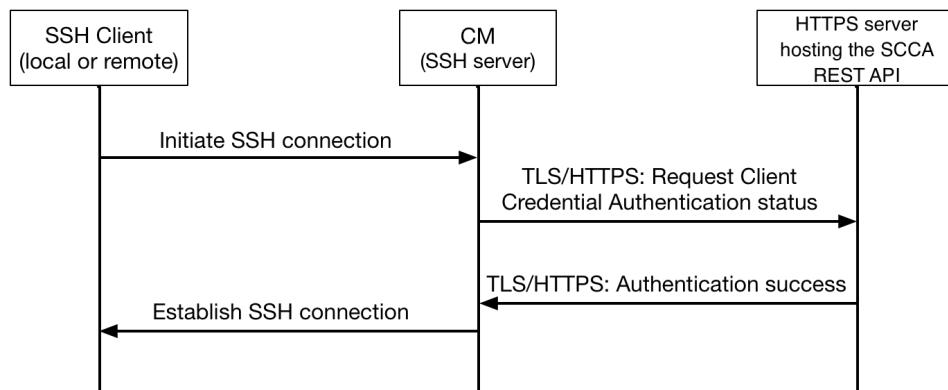 SSH Client
(local or remote)
CM
(SSH server)
HTTPS server
hosting the SCCA
REST API
Initiate SSH connection
TLS/HTTPS: Request Client
Credential Authentication status
TLS/HTTPS: Authentication success
Establish SSH connection